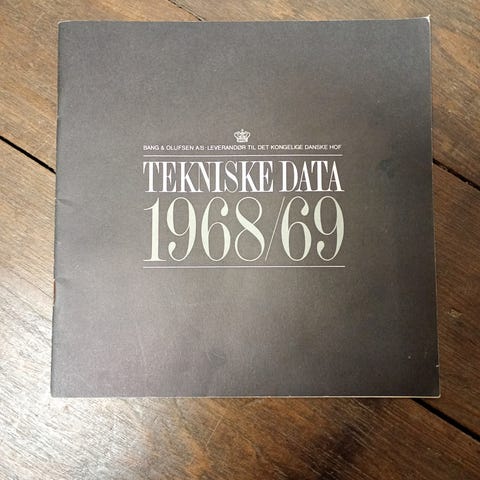 BANG & OLUFSEN A/S · LEVERANDØR TIL DET KONGELIGE DANSKE HOF
TEKNISKE DATA
1968/69